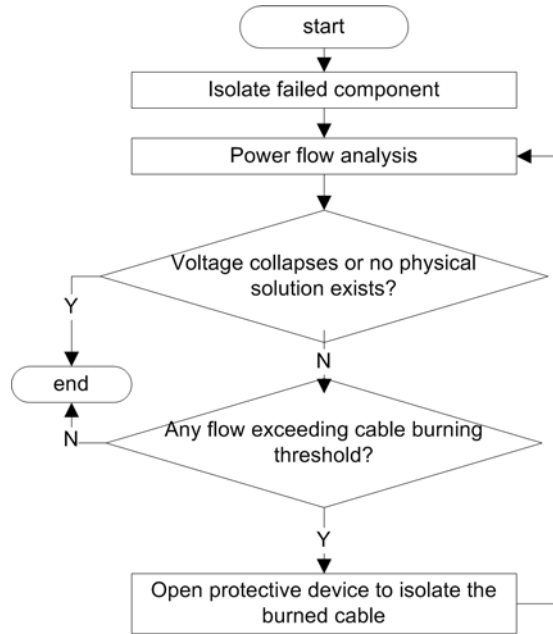 start
Isolate failed component
Power flow analysis
Voltage collapses or no physical
solution exists?
Y
N
end
Any flow exceeding cable burning
threshold?
N
Y
Open protective device to isolate the
burned cable